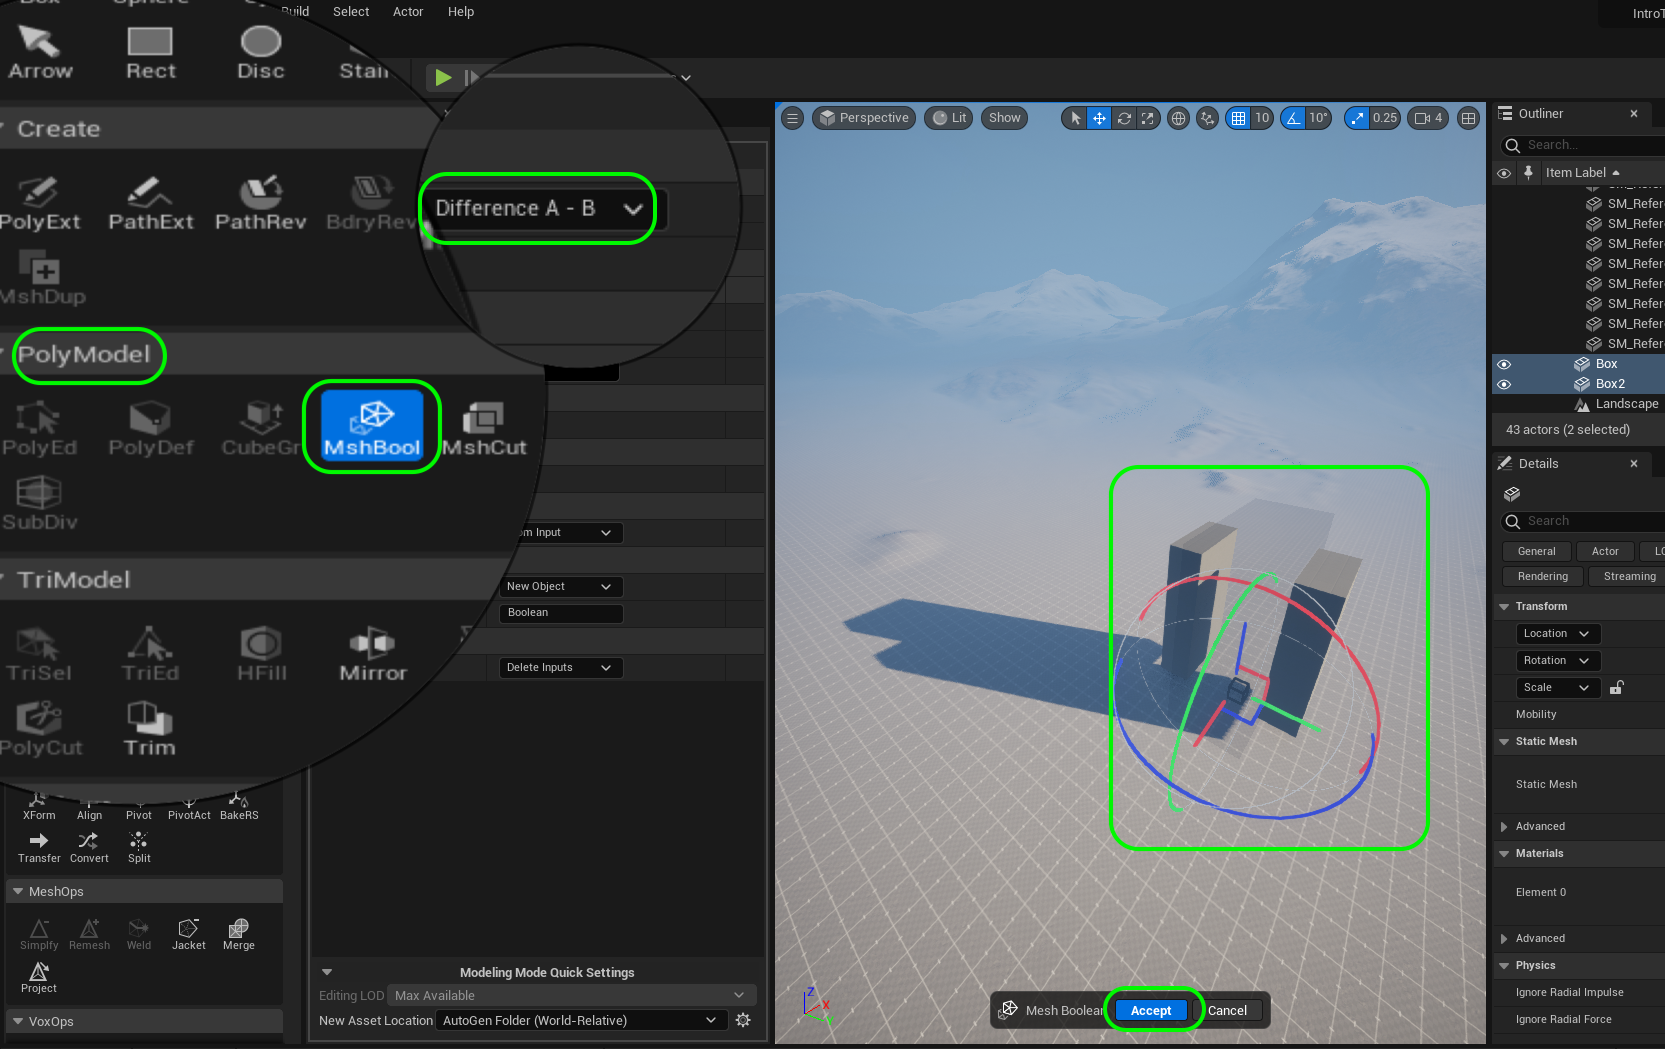 Build Select Actor Help
Arrow Rect Disc
Create
PolyExt PathExt PathRev BdryRev
MshDup
PolyModel
PolyEd PolyDef CubeGr MshBool MshCut
SubDiv
TriModel
TriSel TriEd HFill Mirror
PolyCut Trim
XForm Align Pivot PivotAct BakeRS
Transfer Convert Split
MeshOps
Simplfy Remesh Weld Jacket Merge
Project
VoxOps
Difference A - B
New Object
Boolean
Delete Inputs
Modeling Mode Quick Settings
Editing LOD Max Available
New Asset Location AutoGen Folder (World-Relative)
Perspective Lit Show 10 10° 0.25 4
Z X Y
Mesh Boolean Accept Cancel
Outliner
Search...
Item Label
SM_Refer
SM_Refer
SM_Refer
SM_Refer
SM_Refer
SM_Refer
SM_Refer
SM_Refer
Box
Box2
Landscape
43 actors (2 selected)
Details
Search
General Actor LO
Rendering Streaming
Transform
Location
Rotation
Scale
Mobility
Static Mesh
Static Mesh
Advanced
Materials
Element 0
Advanced
Physics
Ignore Radial Impulse
Ignore Radial Force